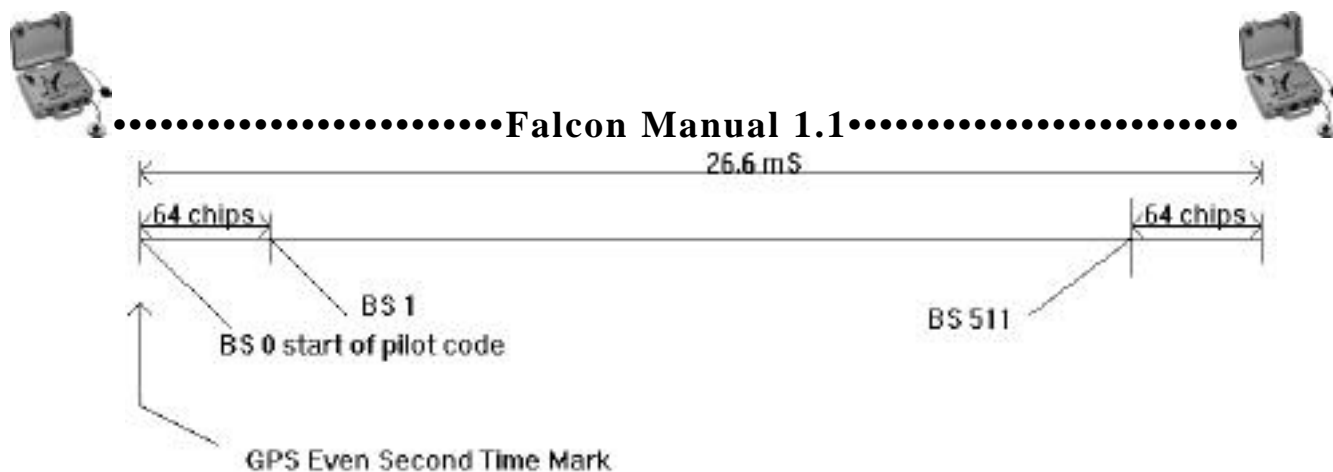 ••••••••••••••••••••••••••Falcon Manual 1.1••••••••••••••••••••••••••
26.6 mS
64 chips 64 chips
BS 1
BS 511
BS 0 start of pilot code
GPS Even Second Time Mark